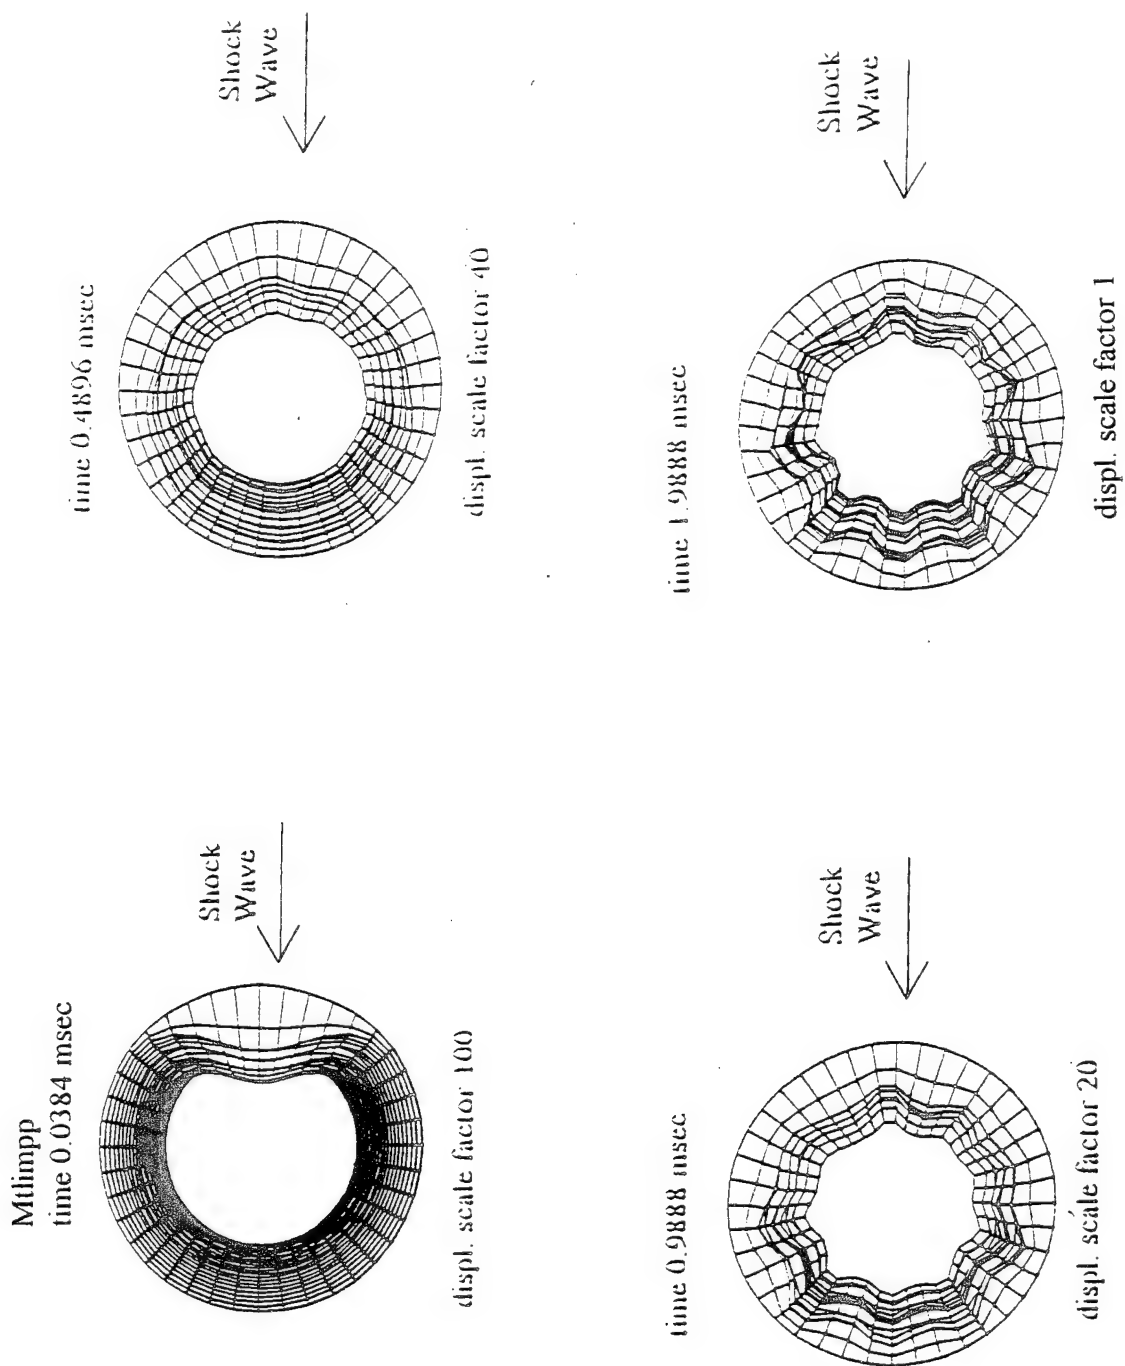 Mtlimpp
time 0.0384 msec
Shock
Wave
displ. scale factor 100
time 0.4896 msec
Shock
Wave
displ. scale factor 40
time 0.9888 msec
Shock
Wave
displ. scale factor 20
time 1.9888 msec
Shock
Wave
displ. scale factor 1